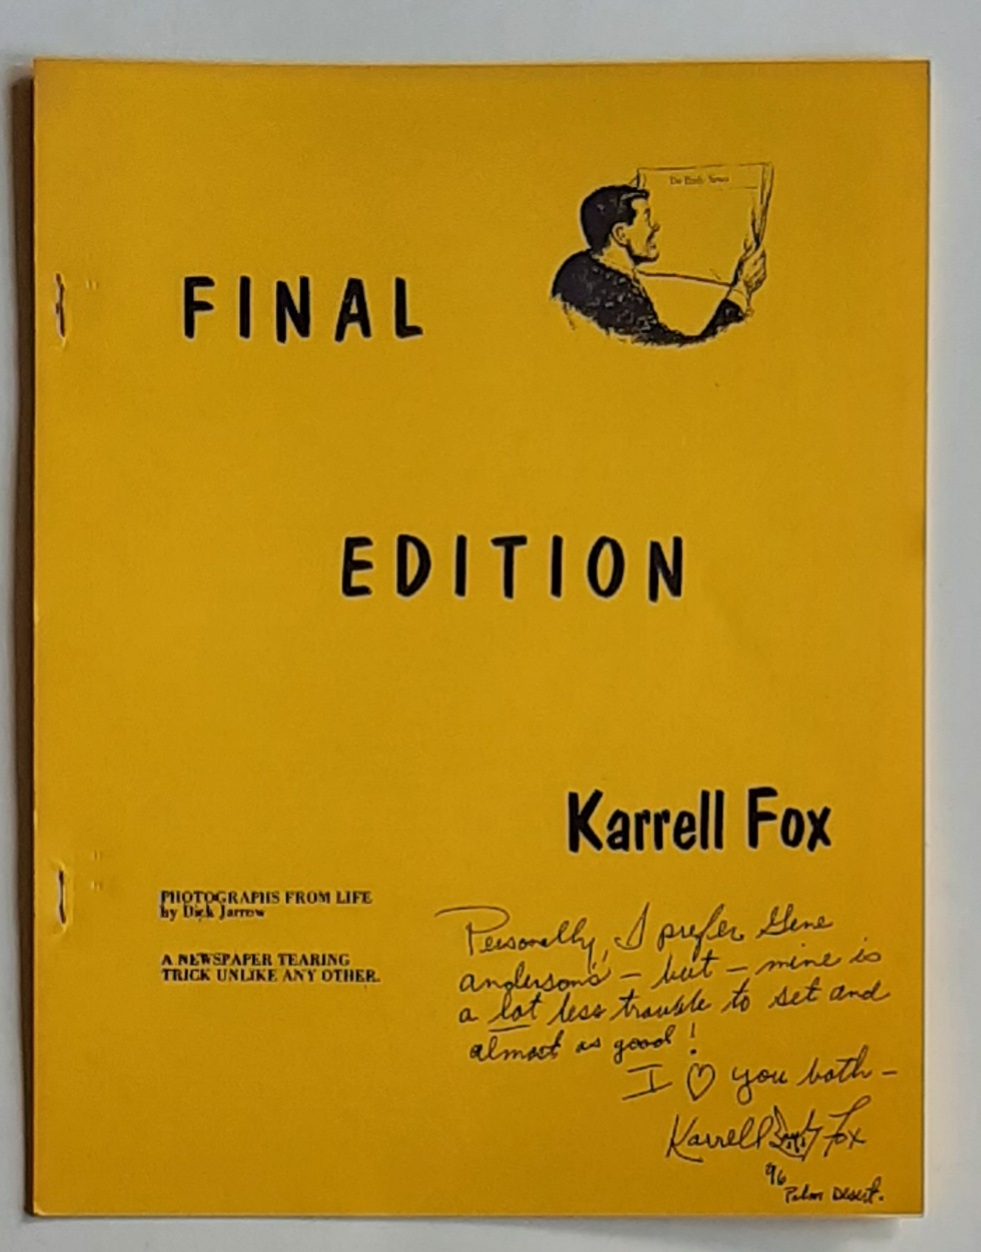 The Daily News
FINAL
EDITION
Karrell Fox
PHOTOGRAPHS FROM LIFE
by Dick Jarrow
A NEWSPAPER TEARING
TRICK UNLIKE ANY OTHER.
Personally, I prefer Gene
anderson's — but — mine is
a lot less trouble to set and
almost as good!
I ♡ you both —
Karrell Fox
'96
Palm Desert.